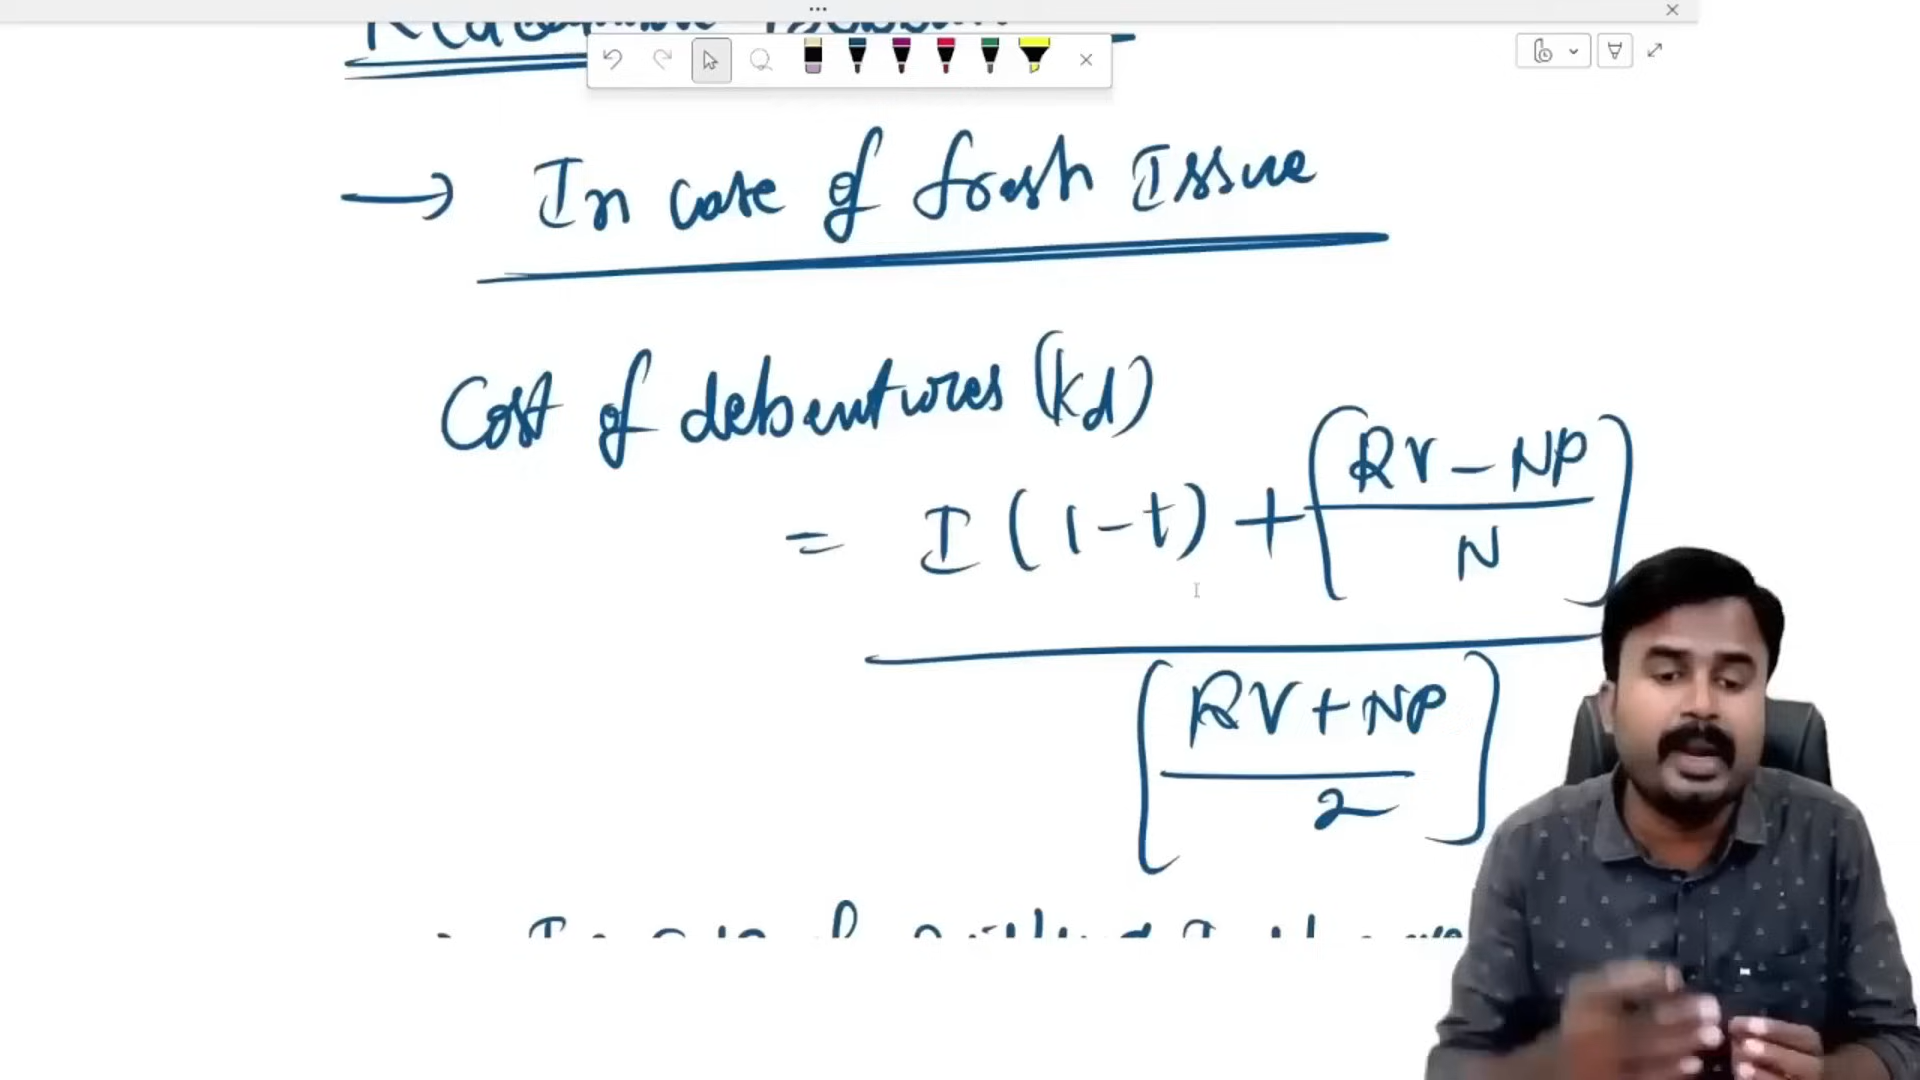 → In case of fresh Issue
Cost of debentures (Kd)
= I (1-t) + [RV - NP
N]
[RV + NP
2]